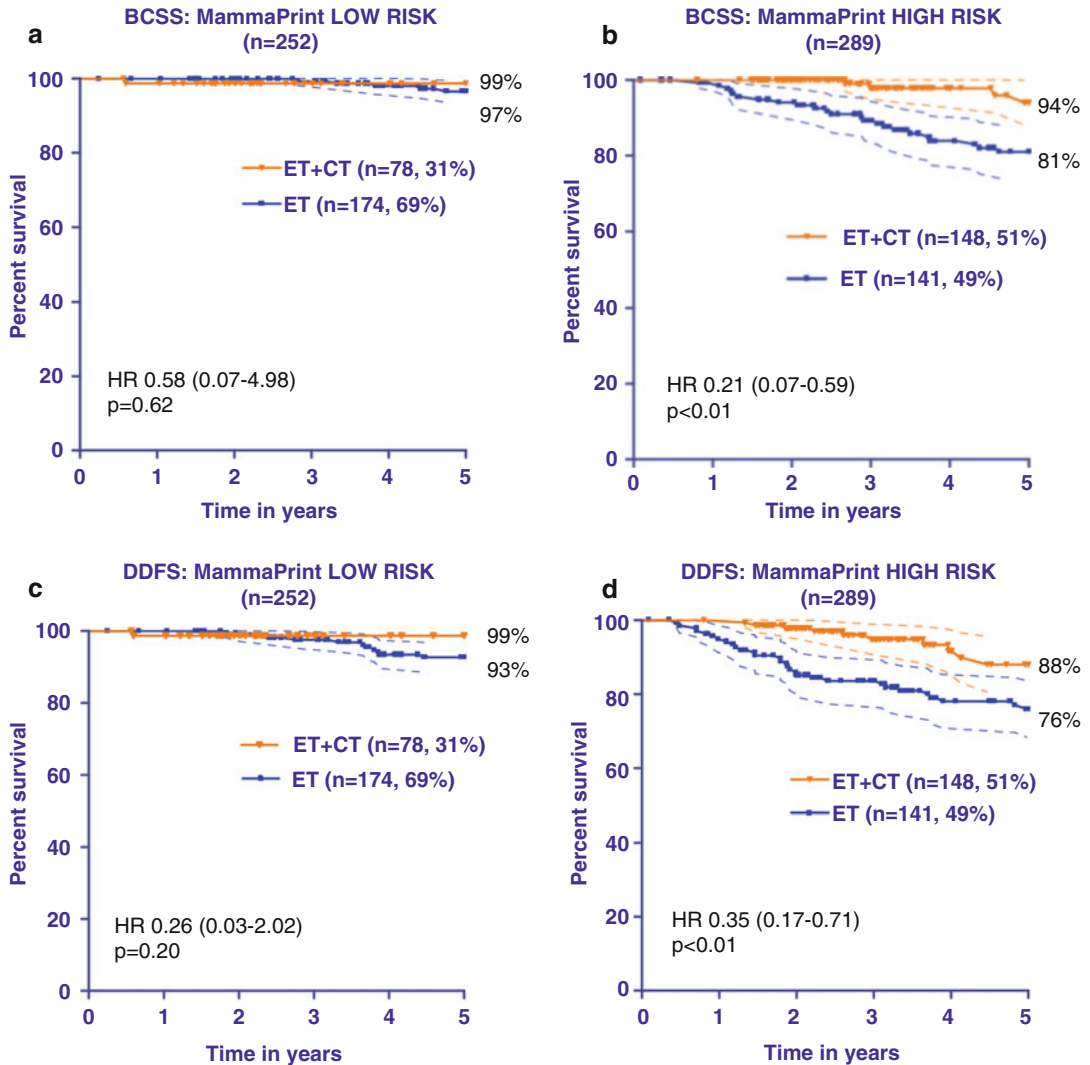 a
BCSS: MammaPrint LOW RISK
(n=252)
100
80
60
40
20
0
Percent survival
99%
97%
ET+CT (n=78, 31%)
ET (n=174, 69%)
HR 0.58 (0.07-4.98)
p=0.62
0 1 2 3 4 5
Time in years
b
BCSS: MammaPrint HIGH RISK
(n=289)
100
80
60
40
20
0
Percent survival
94%
81%
ET+CT (n=148, 51%)
ET (n=141, 49%)
HR 0.21 (0.07-0.59)
p<0.01
0 1 2 3 4 5
Time in years
c
DDFS: MammaPrint LOW RISK
(n=252)
100
80
60
40
20
0
Percent survival
99%
93%
ET+CT (n=78, 31%)
ET (n=174, 69%)
HR 0.26 (0.03-2.02)
p=0.20
0 1 2 3 4 5
Time in years
d
DDFS: MammaPrint HIGH RISK
(n=289)
100
80
60
40
20
0
Percent survival
88%
76%
ET+CT (n=148, 51%)
ET (n=141, 49%)
HR 0.35 (0.17-0.71)
p<0.01
0 1 2 3 4 5
Time in years